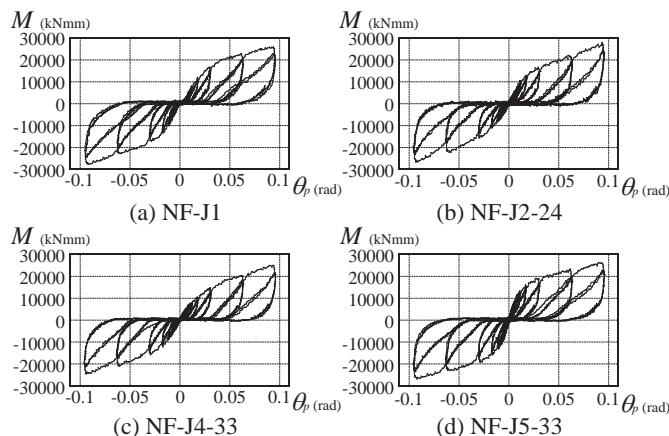 M (kNmm)
30000
20000
10000
0
-10000
-20000
-30000
-0.1 -0.05 0 0.05 0.1
θp (rad)
(a) NF-J1
M (kNmm)
30000
20000
10000
0
-10000
-20000
-30000
-0.1 -0.05 0 0.05 0.1
θp (rad)
(b) NF-J2-24
M (kNmm)
30000
20000
10000
0
-10000
-20000
-30000
-0.1 -0.05 0 0.05 0.1
θp (rad)
(c) NF-J4-33
M (kNmm)
30000
20000
10000
0
-10000
-20000
-30000
-0.1 -0.05 0 0.05 0.1
θp (rad)
(d) NF-J5-33